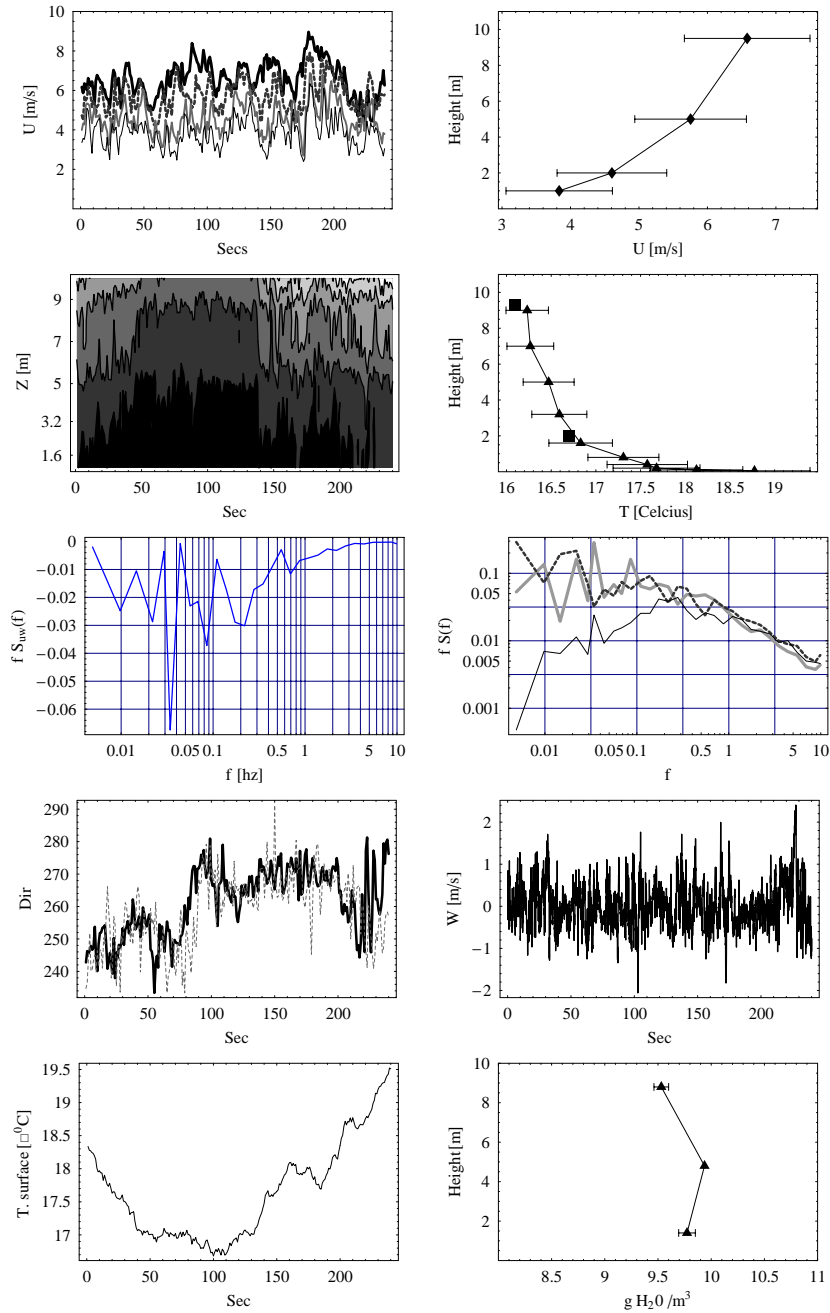 10
8
6
4
2
U [m/s]
0 50 100 150 200
Secs
10
8
6
4
2
Height [m]
3 4 5 6 7
U [m/s]
9
7
5
3.2
1.6
Z [m]
0 50 100 150 200
Sec
10
8
6
4
2
Height [m]
16 16.5 17 17.5 18 18.5 19
T [Celcius]
0
−0.01
−0.02
−0.03
−0.04
−0.05
−0.06
f Suw(f)
0.01 0.05 0.1 0.5 1 5 10
f [hz]
0.1
0.05
0.01
0.005
0.001
f S(f)
0.01 0.05 0.1 0.5 1 5 10
f
290
280
270
260
250
240
Dir
0 50 100 150 200
Sec
2
1
0
−1
−2
W [m/s]
0 50 100 150 200
Sec
19.5
19
18.5
18
17.5
17
T. surface [□⁰C]
0 50 100 150 200
Sec
10
8
6
4
2
Height [m]
8.5 9 9.5 10 10.5 11
g H₂0 /m³